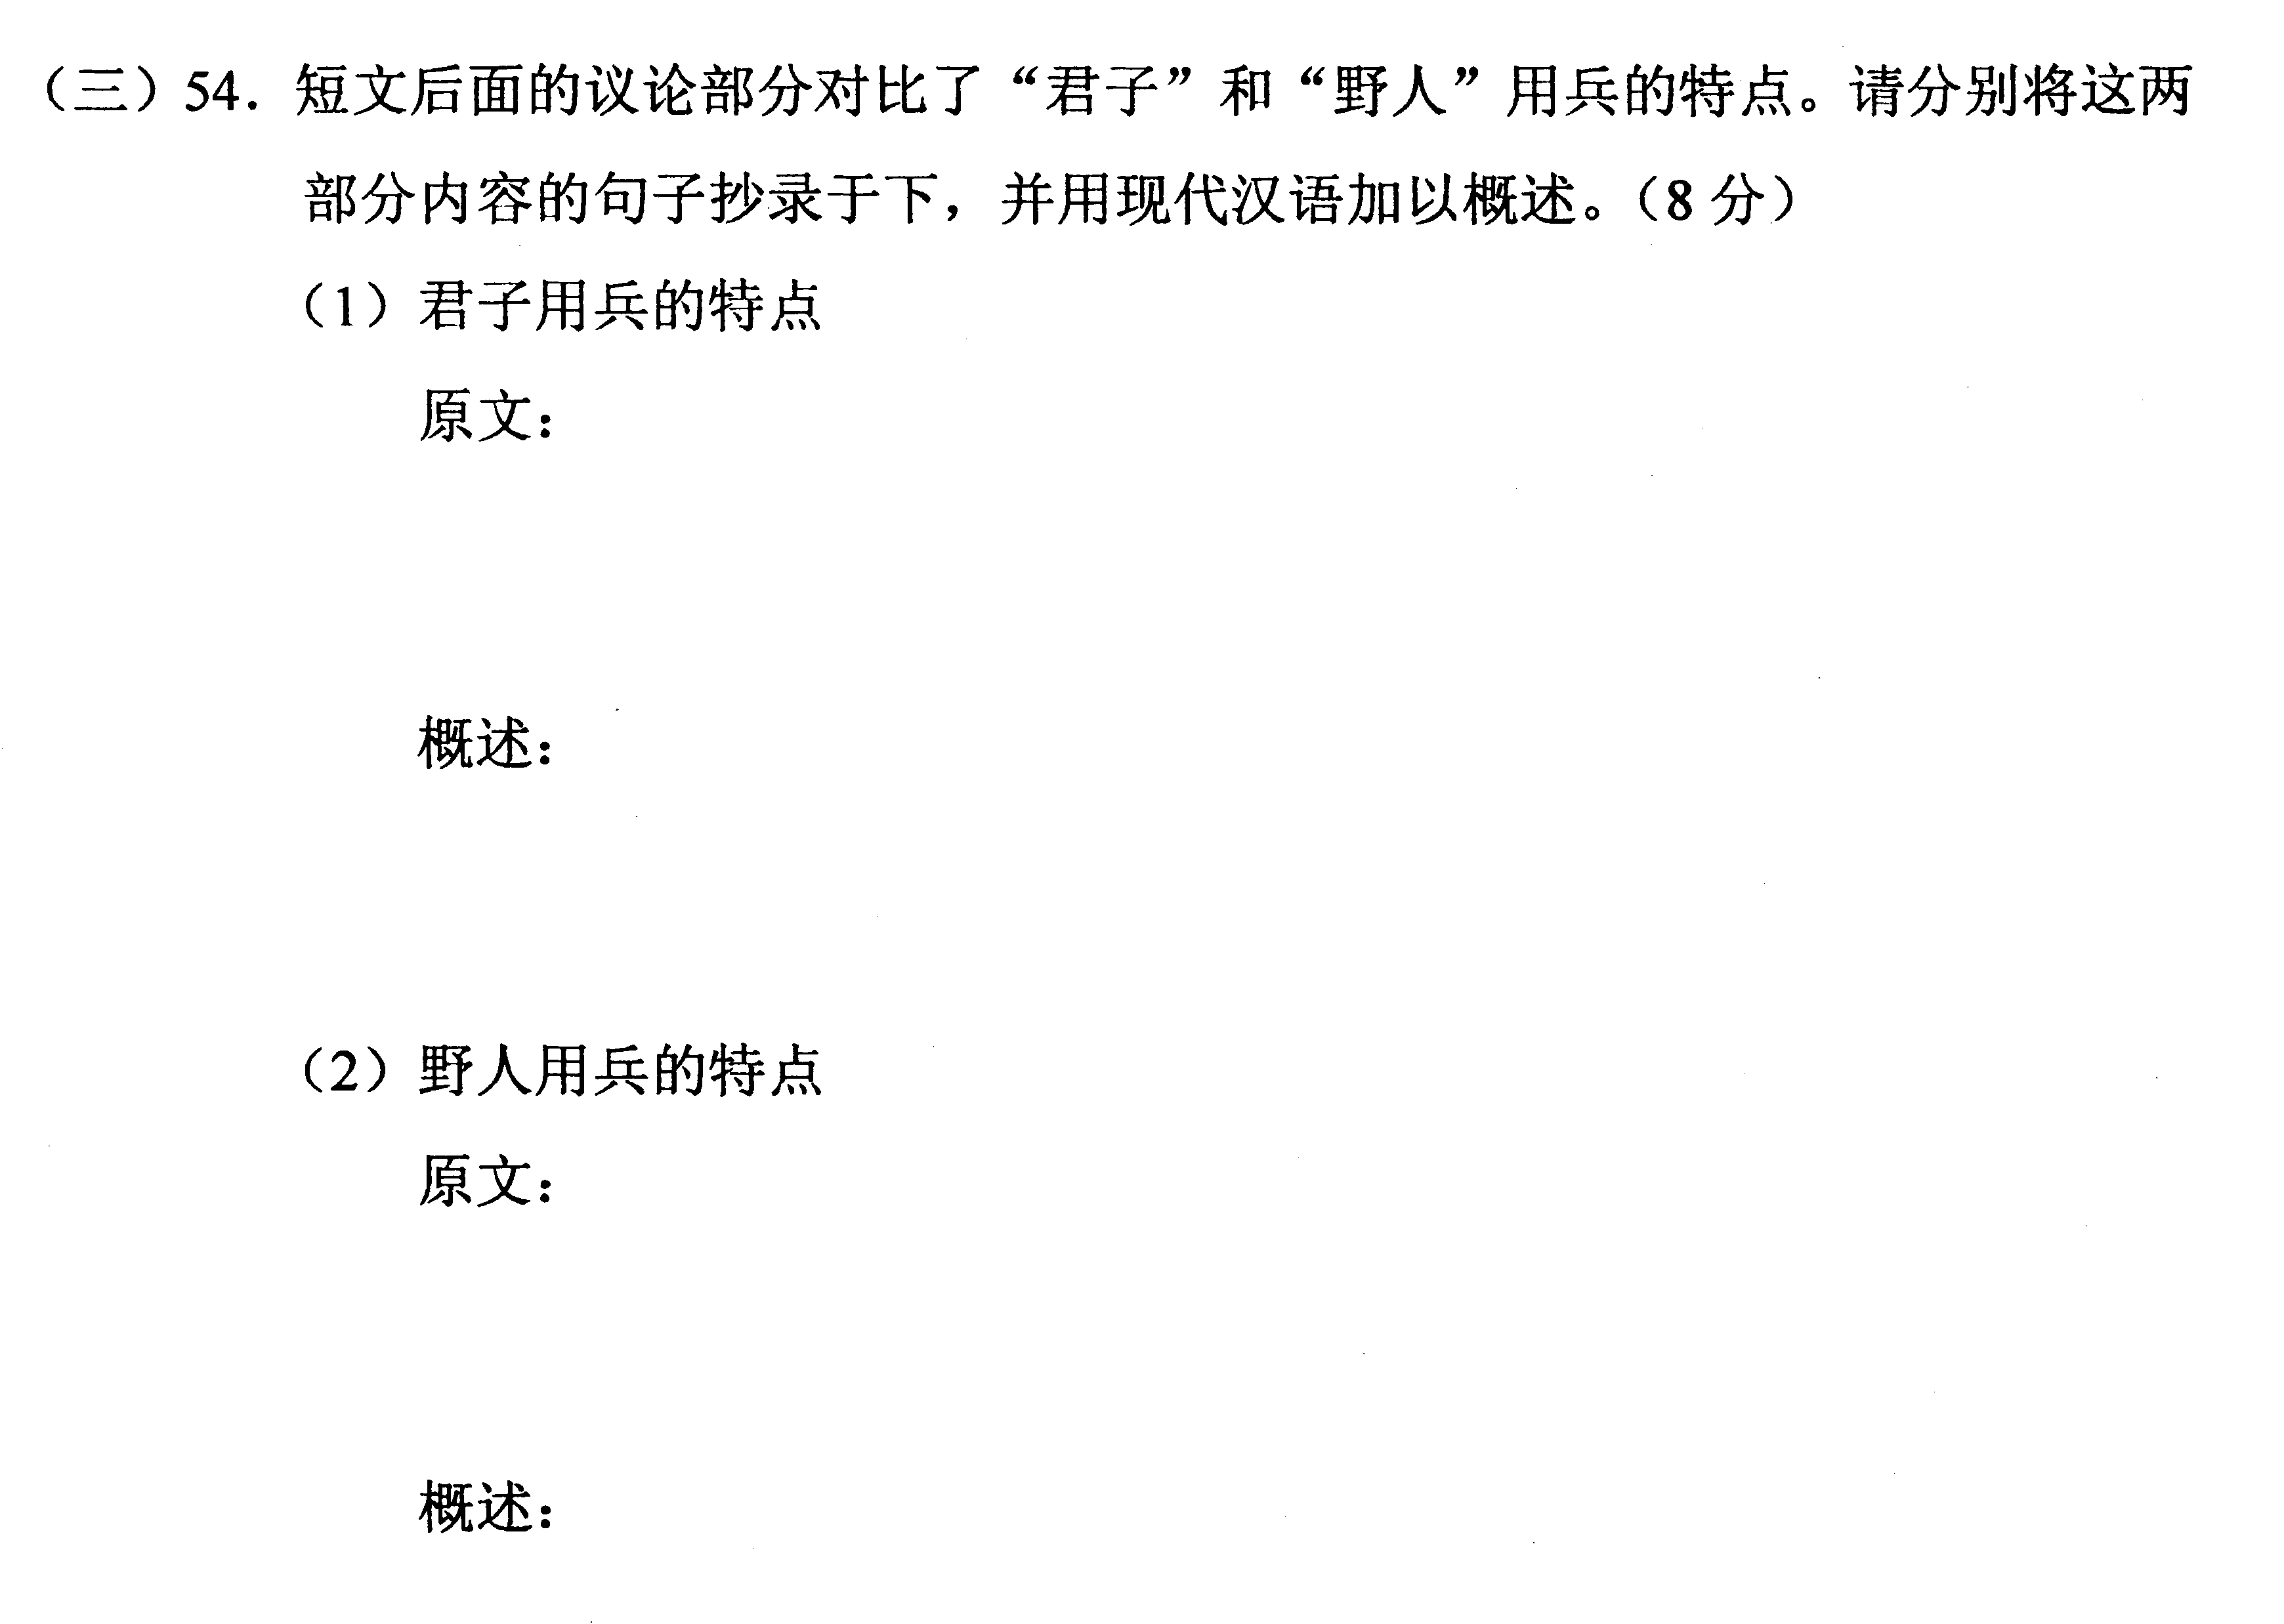 （三）54．短文后面的议论部分对比了“君子”和“野人”用兵的特点。请分别将这两
部分内容的句子抄录于下，并用现代汉语加以概述。（8 分）
（1）君子用兵的特点
原文：
概述：
（2）野人用兵的特点
原文：
概述：